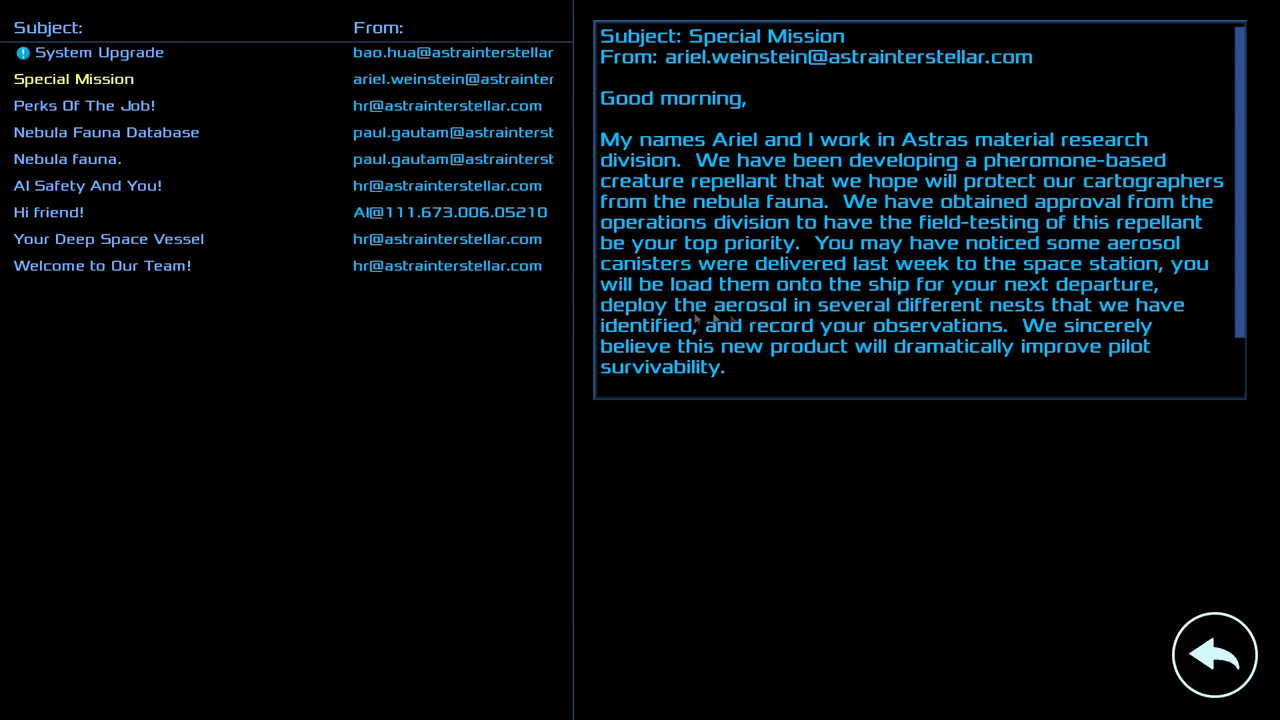 Subject: From:
System Upgrade bao.hua@astrainterstellar
Special Mission ariel.weinstein@astrainter
Perks Of The Job! hr@astrainterstellar.com
Nebula Fauna Database paul.gautam@astrainterst
Nebula fauna. paul.gautam@astrainterst
AI Safety And You! hr@astrainterstellar.com
Hi friend! AI@111.673.006.05210
Your Deep Space Vessel hr@astrainterstellar.com
Welcome to Our Team! hr@astrainterstellar.com
Subject: Special Mission
From: ariel.weinstein@astrainterstellar.com
Good morning,
My names Ariel and I work in Astras material research
division. We have been developing a pheromone-based
creature repellant that we hope will protect our cartographers
from the nebula fauna. We have obtained approval from the
operations division to have the field-testing of this repellant
be your top priority. You may have noticed some aerosol
canisters were delivered last week to the space station, you
will be load them onto the ship for your next departure,
deploy the aerosol in several different nests that we have
identified, and record your observations. We sincerely
believe this new product will dramatically improve pilot
survivability.